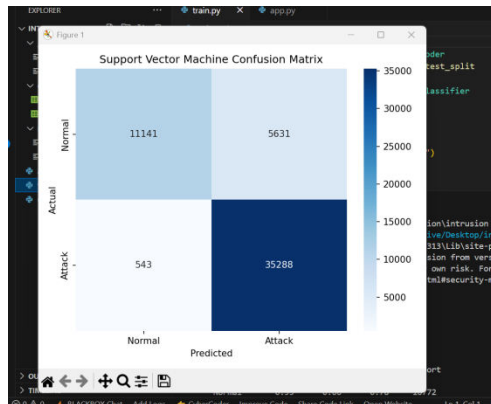 EXPLORER
train.py
app.py
Figure 1
Support Vector Machine Confusion Matrix
Normal
Attack
Actual
11141
5631
543
35288
Normal
Attack
Predicted
35000
30000
25000
20000
15000
10000
5000
test_split
lassifier
ion\intrusion
ive/Desktop/in
313\Lib\site-p
sion from vers
own risk. For
tml#security-m
ort